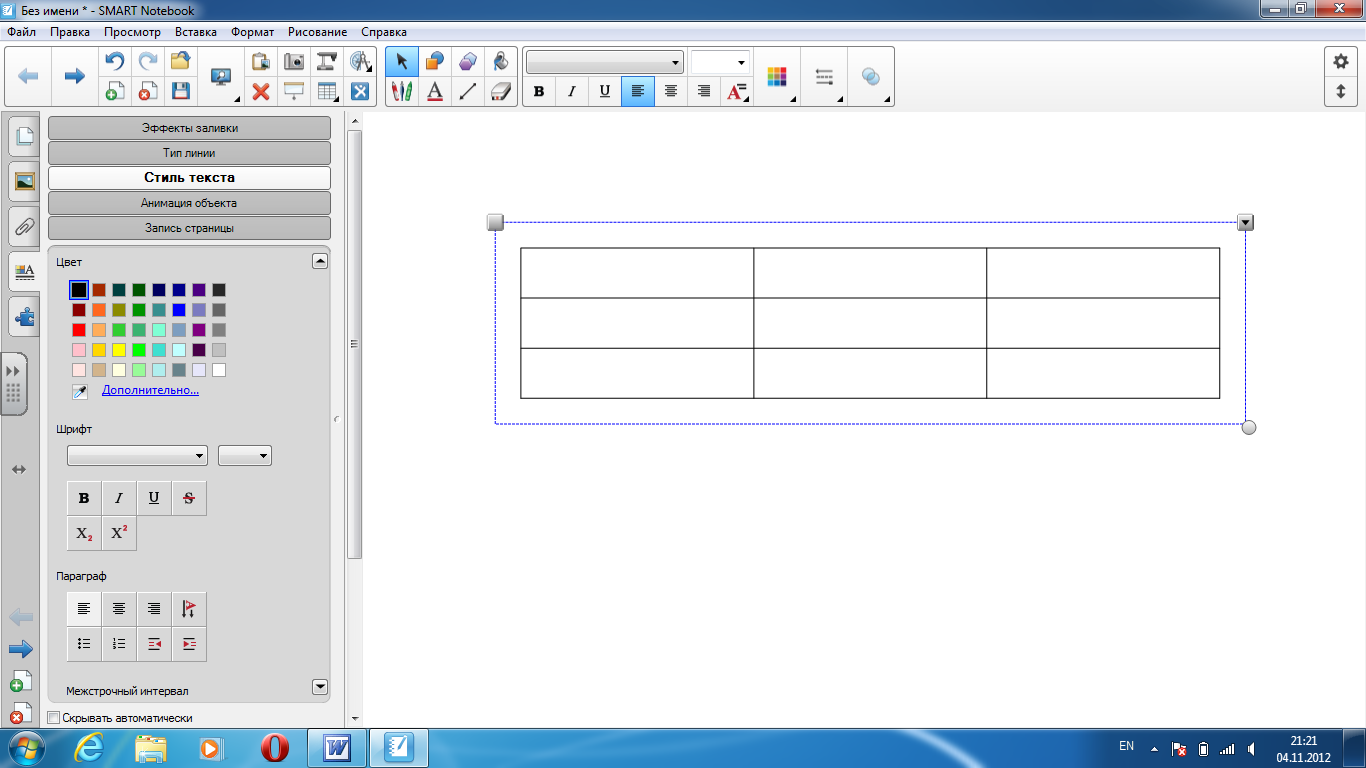 Без имени * - SMART Notebook
Файл Правка Просмотр Вставка Формат Рисование Справка
B I U A
A
Эффекты заливки
Тип линии
Стиль текста
Анимация объекта
Запись страницы
Цвет
Дополнительно...
Шрифт
B I U S
X2 X2
Параграф
Межстрочный интервал
Скрывать автоматически
EN
21:21
04.11.2012